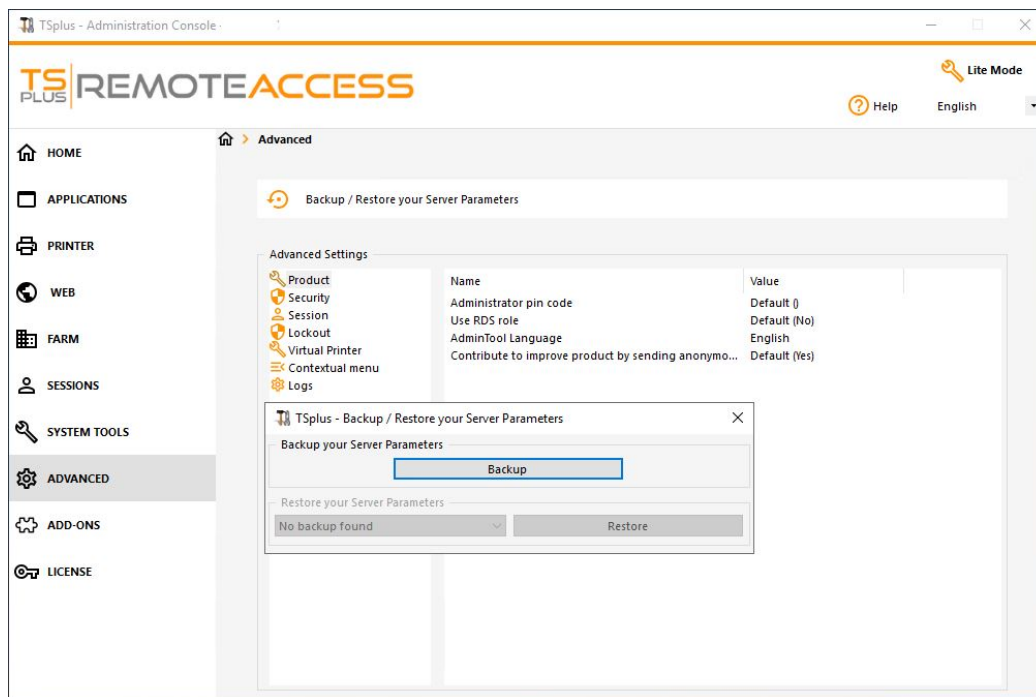 TSplus - Administration Console -
TS PLUS REMOTEACCESS
Lite Mode
Help
English
HOME
APPLICATIONS
PRINTER
WEB
FARM
SESSIONS
SYSTEM TOOLS
ADVANCED
ADD-ONS
LICENSE
Advanced
Backup / Restore your Server Parameters
Advanced Settings
Product
Security
Session
Lockout
Virtual Printer
Contextual menu
Logs
Name Value
Administrator pin code Default ()
Use RDS role Default (No)
AdminTool Language English
Contribute to improve product by sending anonymo... Default (Yes)
TSplus - Backup / Restore your Server Parameters
Backup your Server Parameters
Backup
Restore your Server Parameters
No backup found Restore